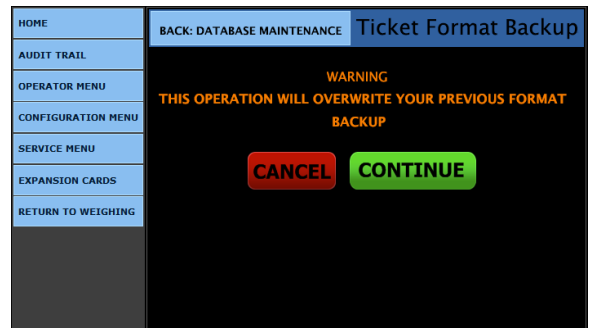 HOME
AUDIT TRAIL
OPERATOR MENU
CONFIGURATION MENU
SERVICE MENU
EXPANSION CARDS
RETURN TO WEIGHING
BACK: DATABASE MAINTENANCE
Ticket Format Backup
WARNING
THIS OPERATION WILL OVERWRITE YOUR PREVIOUS FORMAT
BACKUP
CANCEL
CONTINUE